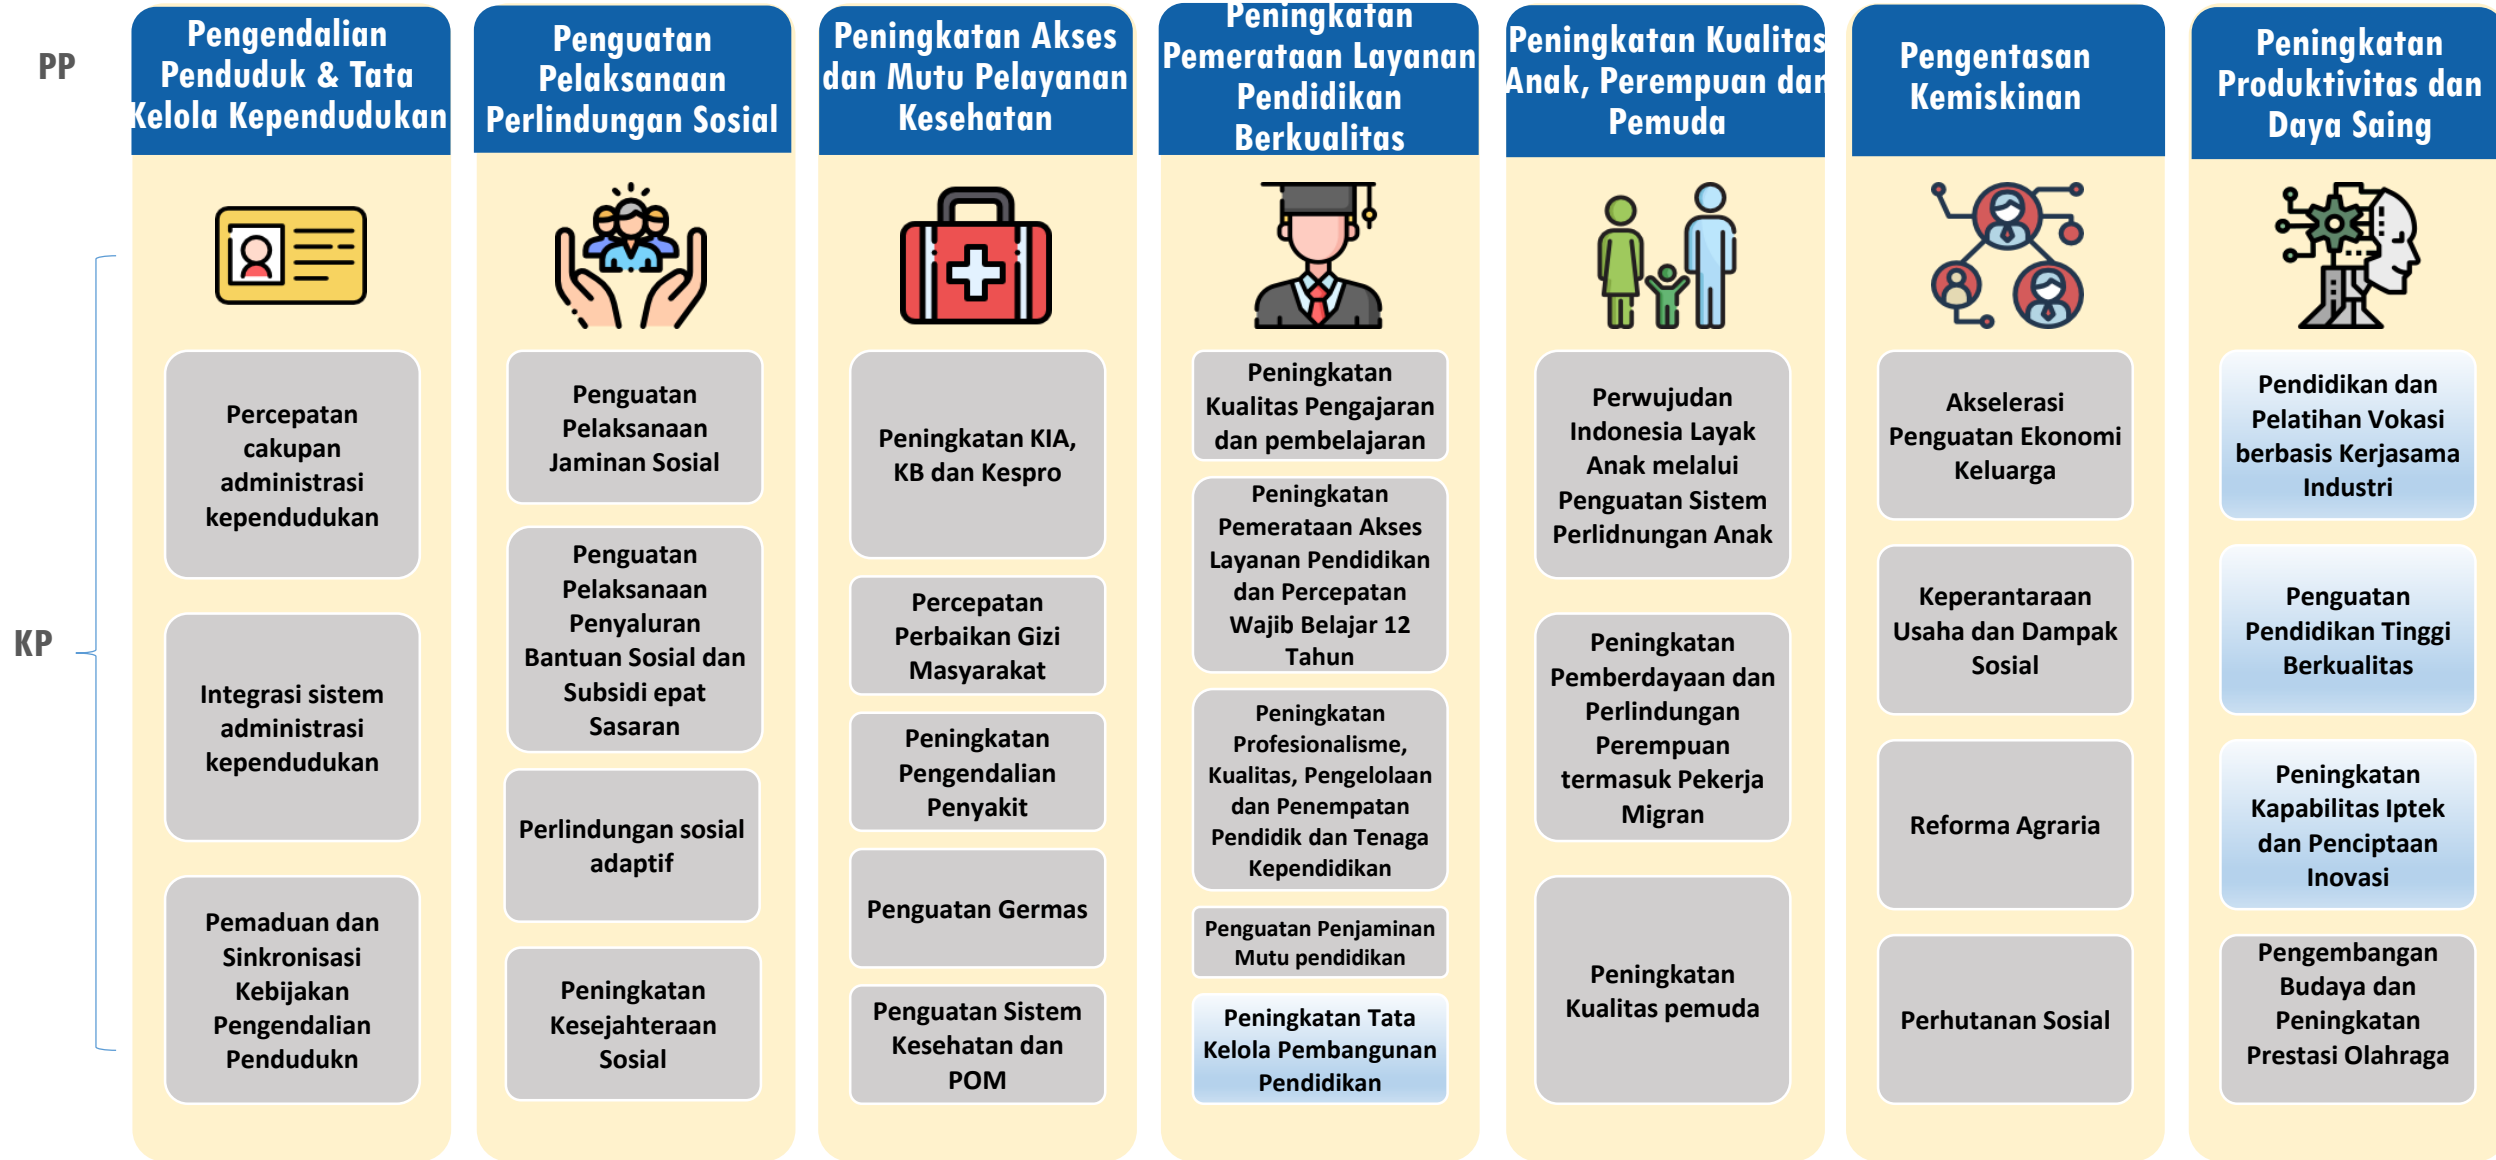 PP
Pengendalian
Penduduk & Tata
Kelola Kependudukan
Penguatan
Pelaksanaan
Perlindungan Sosial
Peningkatan Akses
dan Mutu Pelayanan
Kesehatan
Peningkatan
Pemerataan Layanan
Pendidikan
Berkualitas
Peningkatan Kualitas
Anak, Perempuan dan
Pemuda
Pengentasan
Kemiskinan
Peningkatan
Produktivitas dan
Daya Saing
KP
Percepatan
cakupan
administrasi
kependudukan
Integrasi sistem
administrasi
kependudukan
Pemaduan dan
Sinkronisasi
Kebijakan
Pengendalian
Pendudukn
Penguatan
Pelaksanaan
Jaminan Sosial
Penguatan
Pelaksanaan
Penyaluran
Bantuan Sosial dan
Subsidi epat
Sasaran
Perlindungan sosial
adaptif
Peningkatan
Kesejahteraan
Sosial
Peningkatan KIA,
KB dan Kespro
Percepatan
Perbaikan Gizi
Masyarakat
Peningkatan
Pengendalian
Penyakit
Penguatan Germas
Penguatan Sistem
Kesehatan dan
POM
Peningkatan
Kualitas Pengajaran
dan pembelajaran
Peningkatan
Pemerataan Akses
Layanan Pendidikan
dan Percepatan
Wajib Belajar 12
Tahun
Peningkatan
Profesionalisme,
Kualitas, Pengelolaan
dan Penempatan
Pendidik dan Tenaga
Kependidikan
Penguatan Penjaminan
Mutu pendidikan
Peningkatan Tata
Kelola Pembangunan
Pendidikan
Perwujudan
Indonesia Layak
Anak melalui
Penguatan Sistem
Perlidnungan Anak
Peningkatan
Pemberdayaan dan
Perlindungan
Perempuan
termasuk Pekerja
Migran
Peningkatan
Kualitas pemuda
Akselerasi
Penguatan Ekonomi
Keluarga
Keperantaraan
Usaha dan Dampak
Sosial
Reforma Agraria
Perhutanan Sosial
Pendidikan dan
Pelatihan Vokasi
berbasis Kerjasama
Industri
Penguatan
Pendidikan Tinggi
Berkualitas
Peningkatan
Kapabilitas Iptek
dan Penciptaan
Inovasi
Pengembangan
Budaya dan
Peningkatan
Prestasi Olahraga